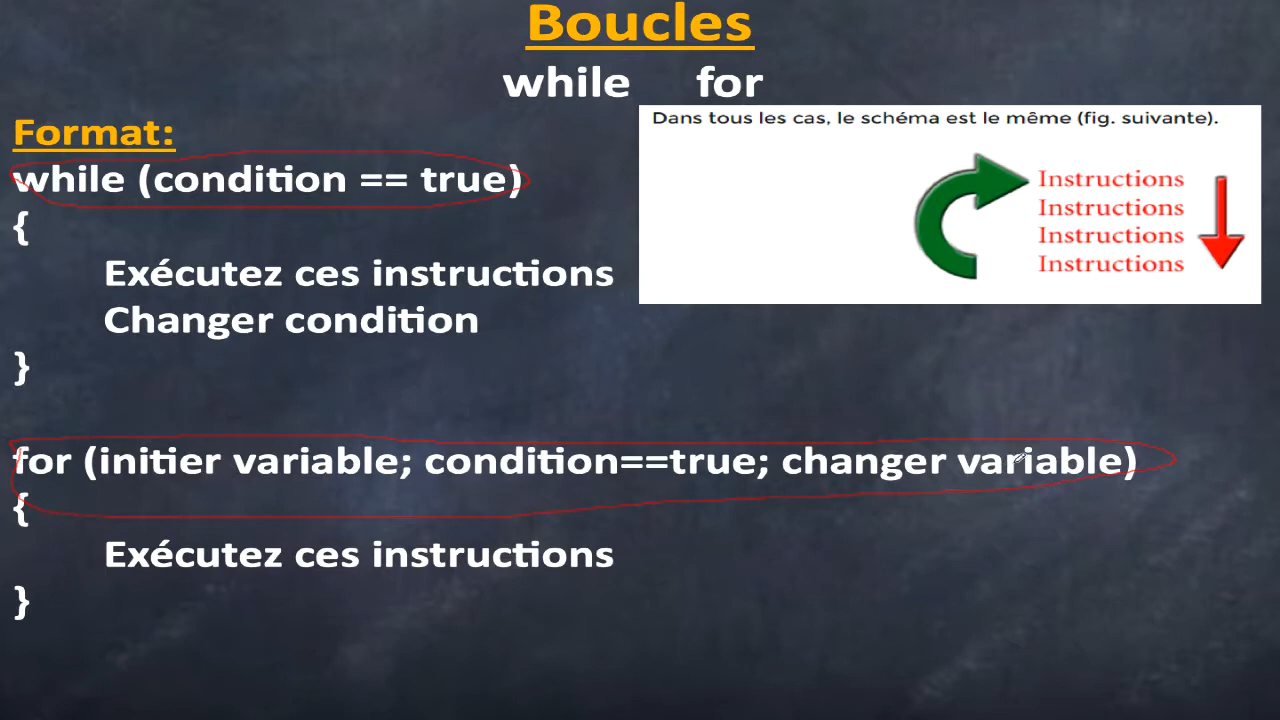 Boucles
while for
Format:
Dans tous les cas, le schéma est le même (fig. suivante).
Instructions
Instructions
Instructions
Instructions
while (condition == true)
{
Exécutez ces instructions
Changer condition
}
for (initier variable; condition==true; changer variable)
{
Exécutez ces instructions
}